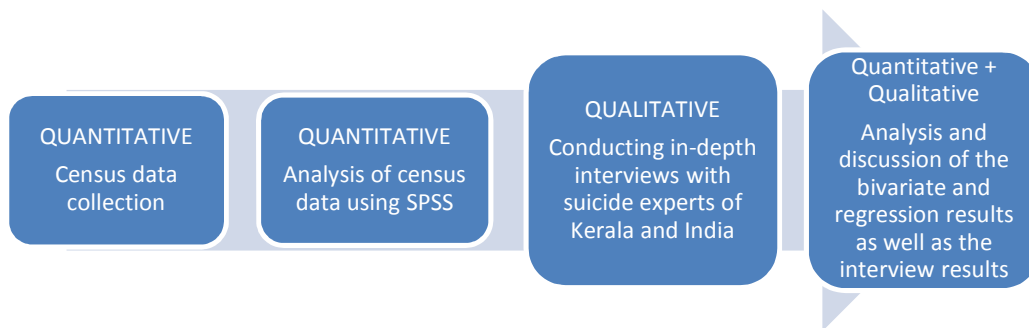 QUANTITATIVE
Census data
collection
QUANTITATIVE
Analysis of census
data using SPSS
QUALITATIVE
Conducting in-depth
interviews with
suicide experts of
Kerala and India
Quantitative +
Qualitative
Analysis and
discussion of the
bivariate and
regression results
as well as the
interview results